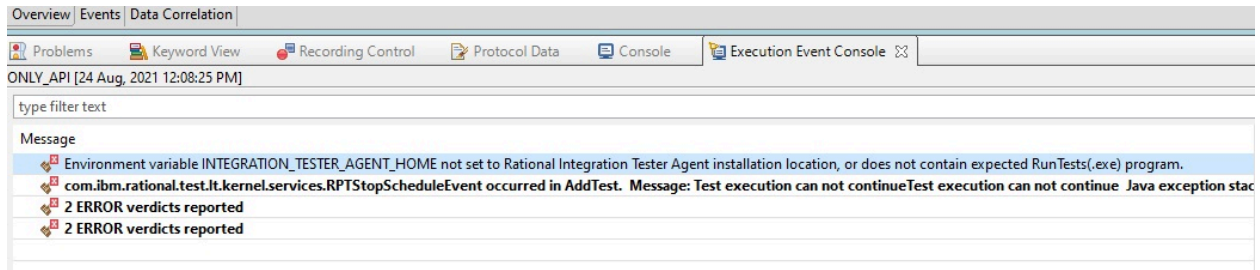 Overview Events Data Correlation
Problems Keyword View Recording Control Protocol Data Console Execution Event Console
ONLY_API [24 Aug, 2021 12:08:25 PM]
type filter text
Message
Environment variable INTEGRATION_TESTER_AGENT_HOME not set to Rational Integration Tester Agent installation location, or does not contain expected RunTests(.exe) program.
com.ibm.rational.test.lt.kernel.services.RPTStopScheduleEvent occurred in AddTest. Message: Test execution can not continueTest execution can not continue Java exception stac
2 ERROR verdicts reported
2 ERROR verdicts reported